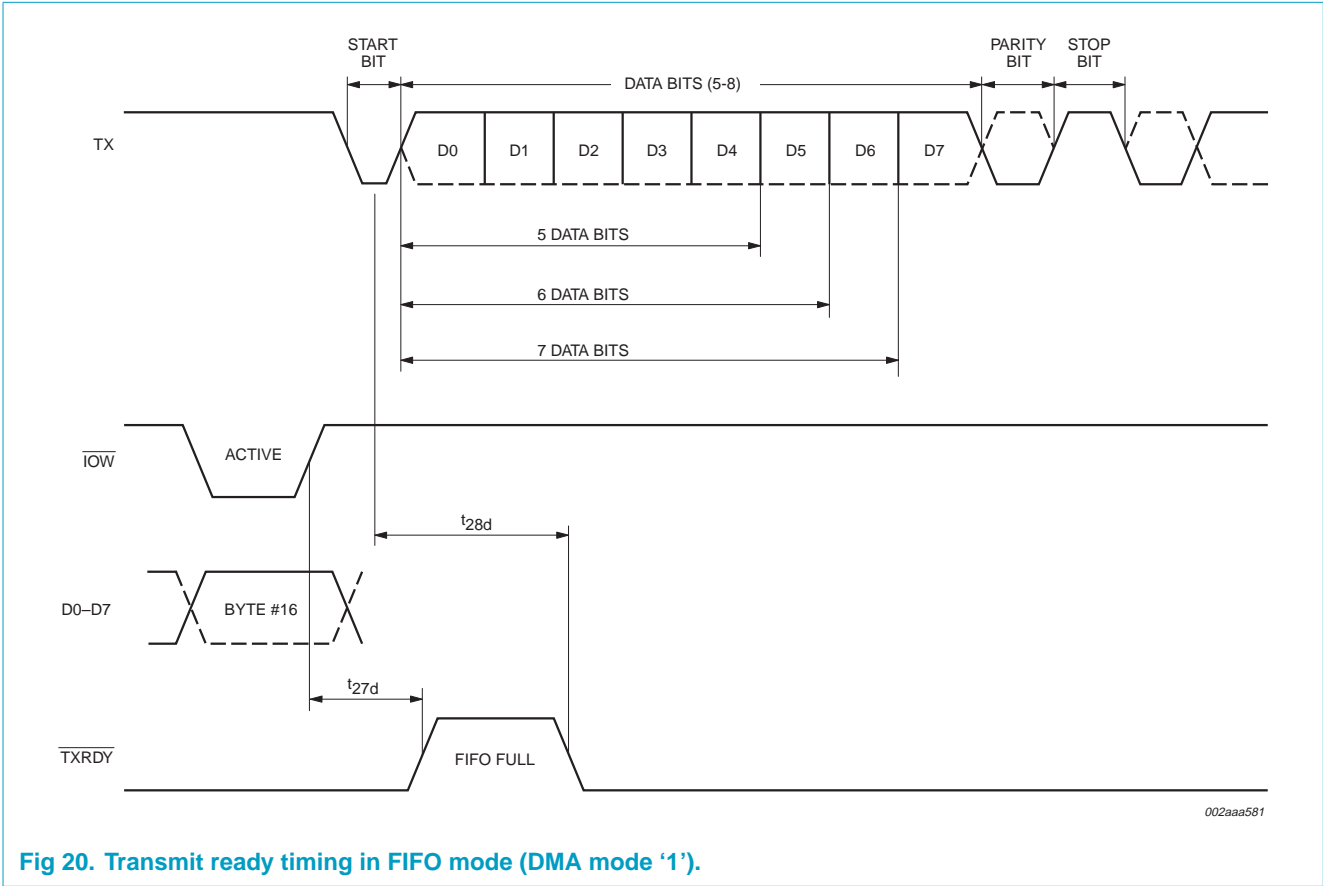 START
BIT
DATA BITS (5-8)
PARITY
BIT
STOP
BIT
TX
D0 D1 D2 D3 D4 D5 D6 D7
5 DATA BITS
6 DATA BITS
7 DATA BITS
IOW
ACTIVE
t28d
D0–D7
BYTE #16
t27d
TXRDY
FIFO FULL
002aaa581
Fig 20. Transmit ready timing in FIFO mode (DMA mode ‘1’).